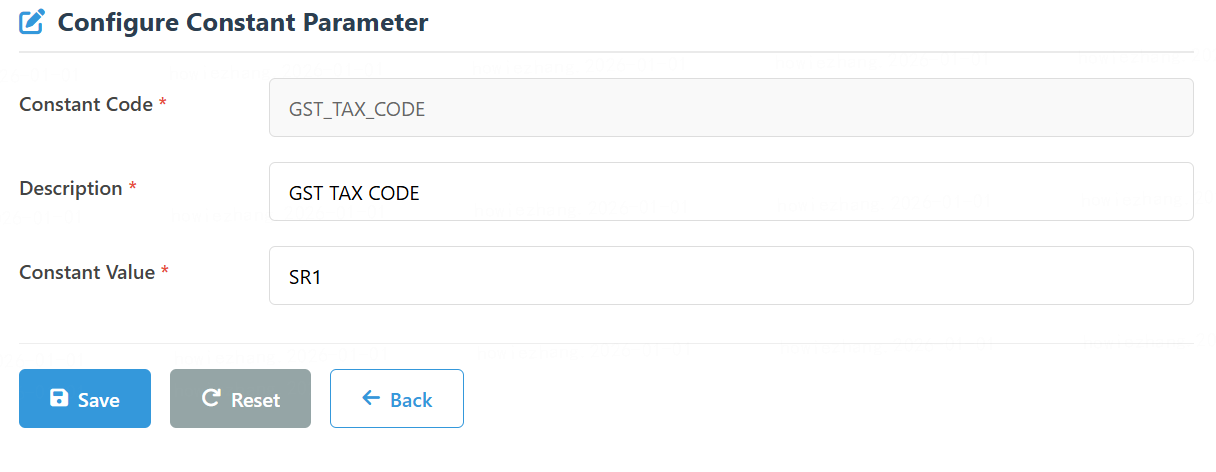 Configure Constant Parameter
Constant Code * GST_TAX_CODE
Description * GST TAX CODE
Constant Value * SR1
Save Reset Back